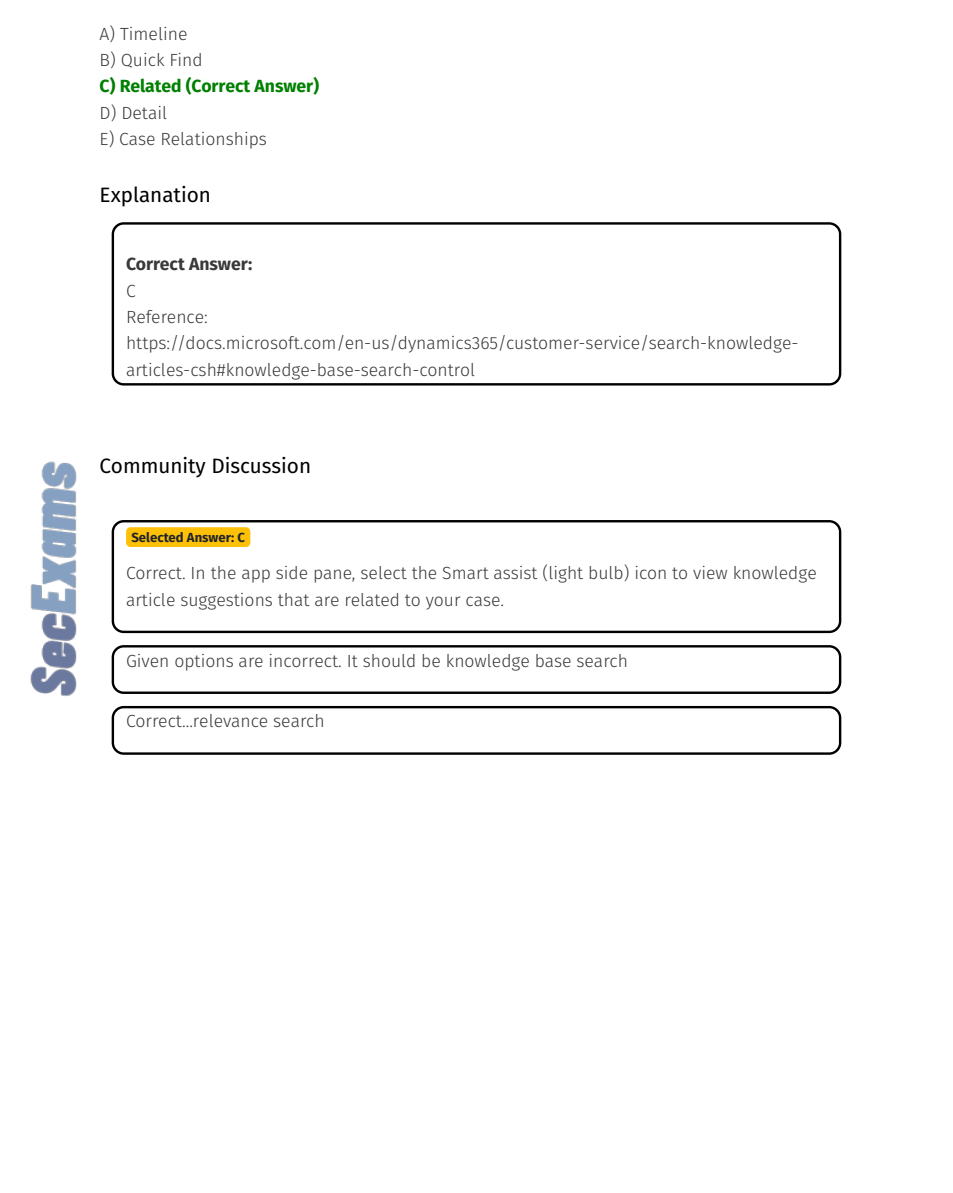 A) Timeline
B) Quick Find
C) Related (Correct Answer)
D) Detail
E) Case Relationships
Explanation
Correct Answer:
C
Reference:
https://docs.microsoft.com/en-us/dynamics365/customer-service/search-knowledge-
articles-csh#knowledge-base-search-control
SecExams
Community Discussion
Selected Answer: C
Correct. In the app side pane, select the Smart assist (light bulb) icon to view knowledge
article suggestions that are related to your case.
Given options are incorrect. It should be knowledge base search
Correct...relevance search